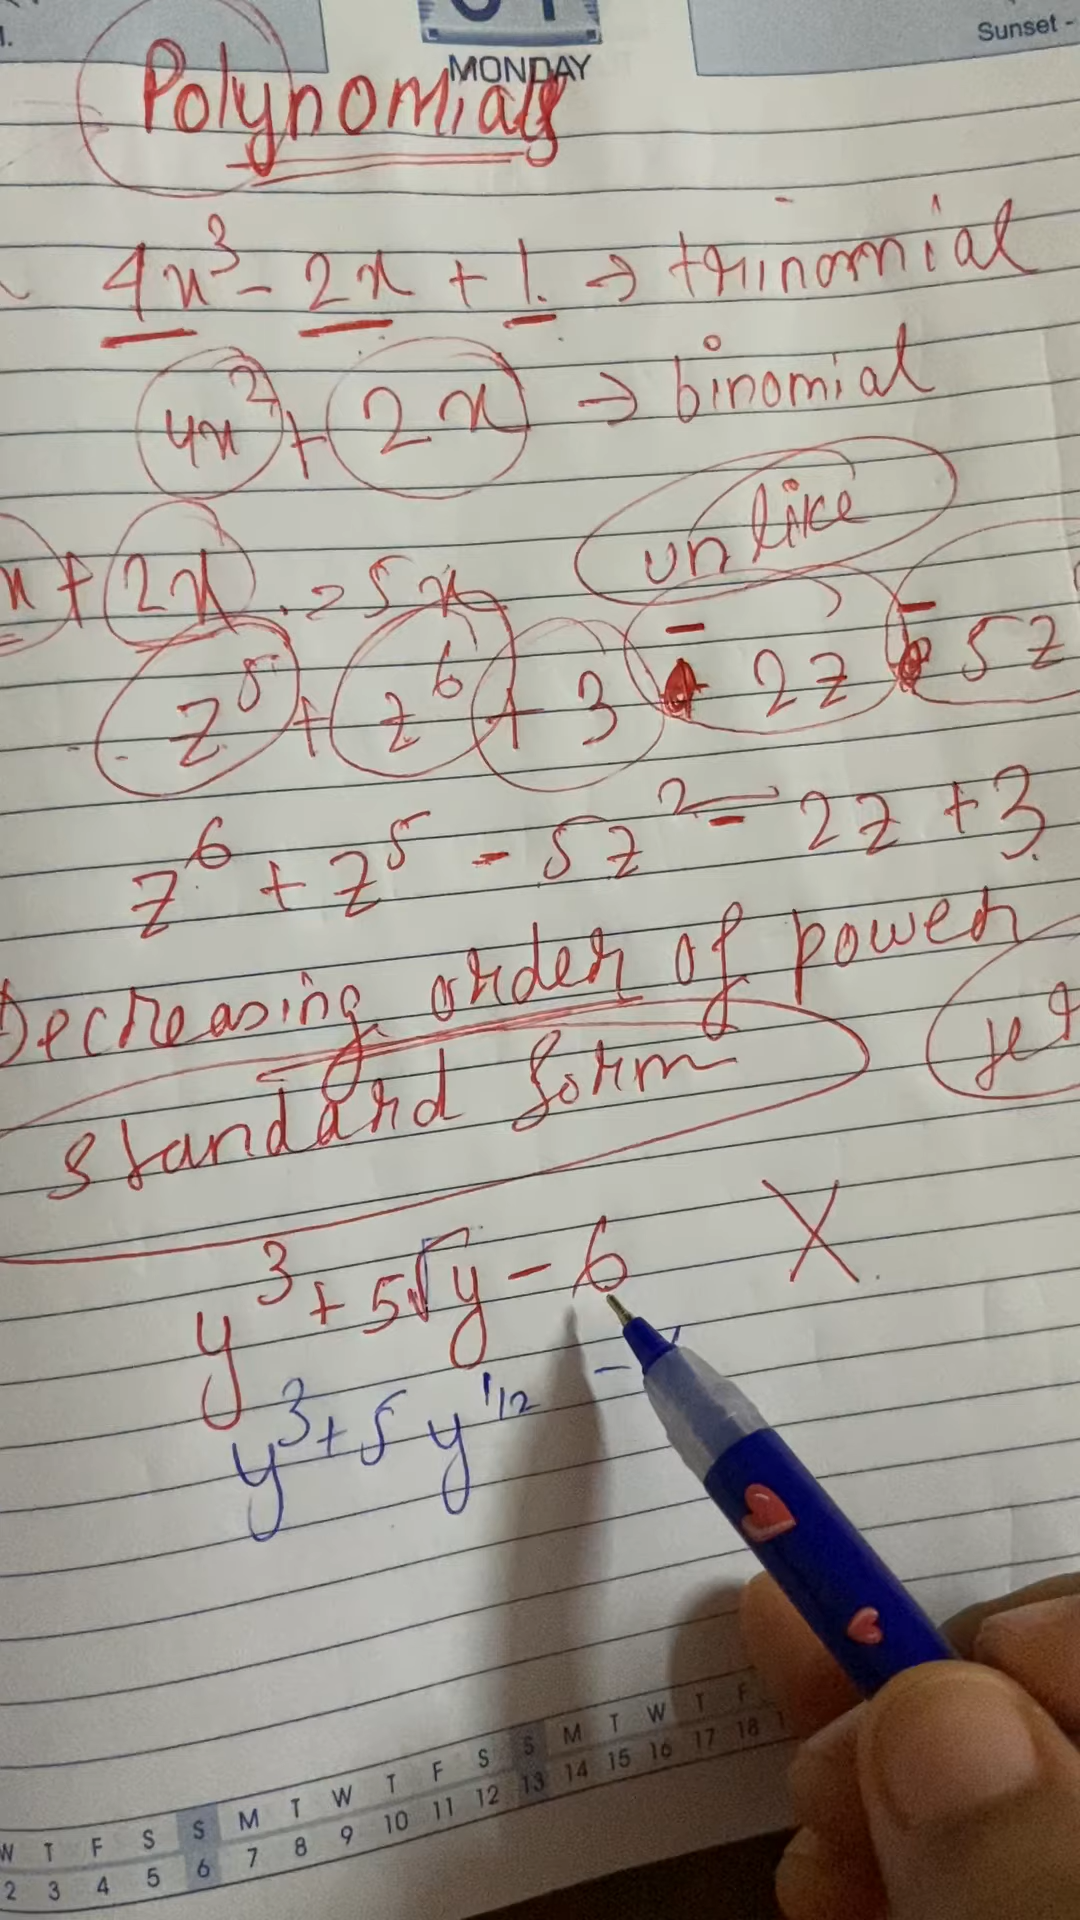 MONDAY
Sunset -
Polynomials
4x³ - 2x + 1. → trinomial
4x² + 2x → binomial
unlike
x + 2x = 5x
z⁵ + z⁶ + 3 - 2z - 5z
z⁶ + z⁵ - 5z² - 2z + 3
Decreasing order of power
standard form
y³ + 5√y - 6 X
y³ + 5 y^1/2 -
W T F S S M T W T F S S M T W T F
2 3 4 5 6 7 8 9 10 11 12 13 14 15 16 17 18